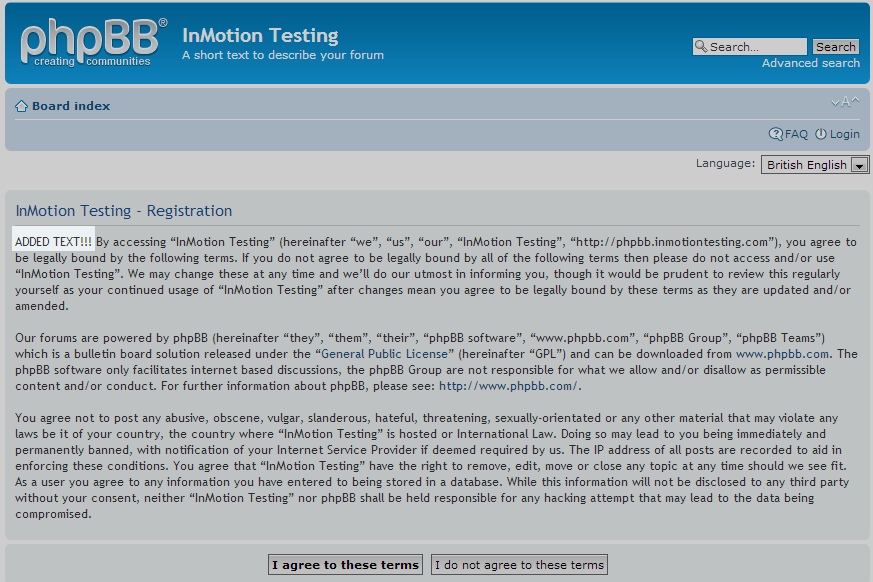 phpBB®
creating communities
InMotion Testing
A short text to describe your forum
Search...
Search
Advanced search
Board index
A
FAQ
Login
Language:
British English
InMotion Testing - Registration
ADDED TEXT!!! By accessing “InMotion Testing” (hereinafter “we”, “us”, “our”, “InMotion Testing”, “http://phpbb.inmotiontesting.com”), you agree to
be legally bound by the following terms. If you do not agree to be legally bound by all of the following terms then please do not access and/or use
“InMotion Testing”. We may change these at any time and we’ll do our utmost in informing you, though it would be prudent to review this regularly
yourself as your continued usage of “InMotion Testing” after changes mean you agree to be legally bound by these terms as they are updated and/or
amended.
Our forums are powered by phpBB (hereinafter “they”, “them”, “their”, “phpBB software”, “www.phpbb.com”, “phpBB Group”, “phpBB Teams”)
which is a bulletin board solution released under the “General Public License” (hereinafter “GPL”) and can be downloaded from www.phpbb.com. The
phpBB software only facilitates internet based discussions, the phpBB Group are not responsible for what we allow and/or disallow as permissible
content and/or conduct. For further information about phpBB, please see: http://www.phpbb.com/.
You agree not to post any abusive, obscene, vulgar, slanderous, hateful, threatening, sexually-orientated or any other material that may violate any
laws be it of your country, the country where “InMotion Testing” is hosted or International Law. Doing so may lead to you being immediately and
permanently banned, with notification of your Internet Service Provider if deemed required by us. The IP address of all posts are recorded to aid in
enforcing these conditions. You agree that “InMotion Testing” have the right to remove, edit, move or close any topic at any time should we see fit.
As a user you agree to any information you have entered to being stored in a database. While this information will not be disclosed to any third party
without your consent, neither “InMotion Testing” nor phpBB shall be held responsible for any hacking attempt that may lead to the data being
compromised.
I agree to these terms
I do not agree to these terms